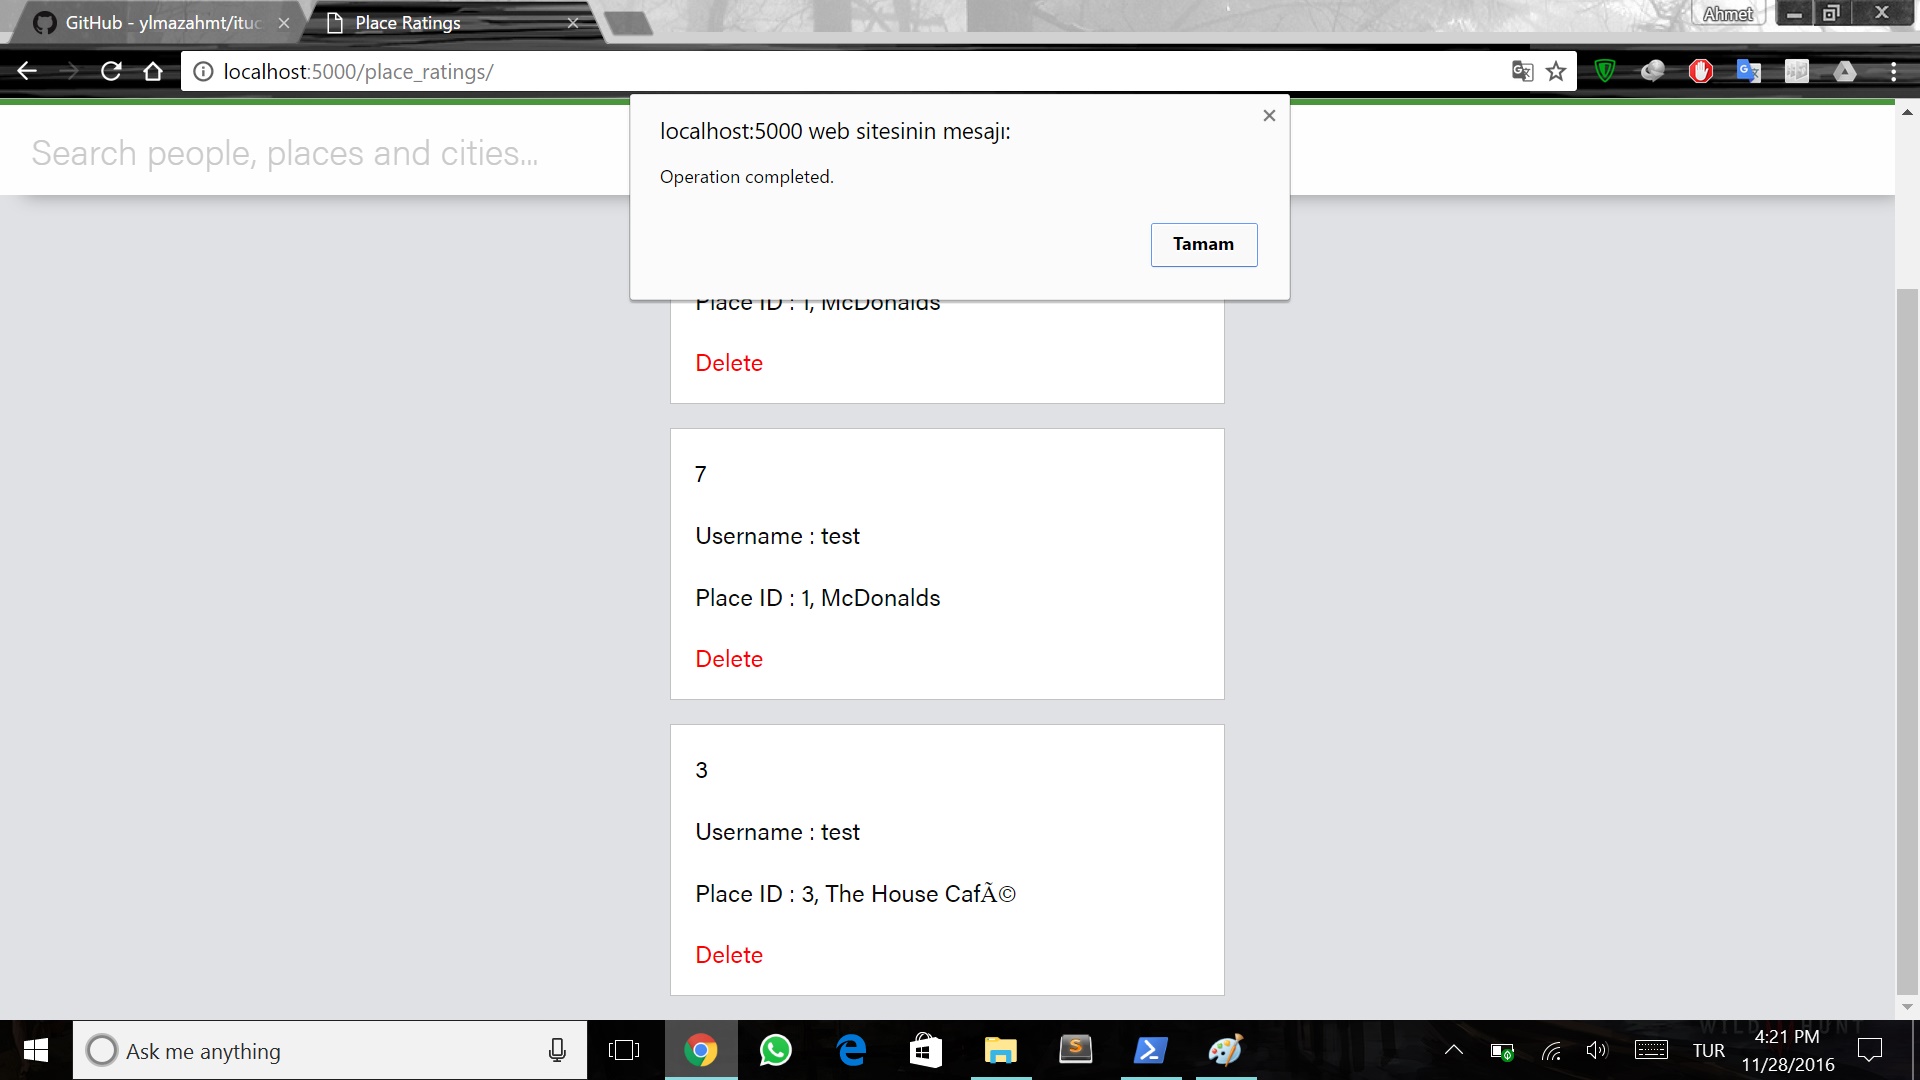 GitHub - ylmazahmt/ituc
Place Ratings
Ahmet
localhost:5000/place_ratings/
localhost:5000 web sitesinin mesajı:
Operation completed.
Tamam
Search people, places and cities...
Place ID : 1, McDonalds
Delete
7
Username : test
Place ID : 1, McDonalds
Delete
3
Username : test
Place ID : 3, The House CafÃ©
Delete
Ask me anything
TUR
4:21 PM
11/28/2016